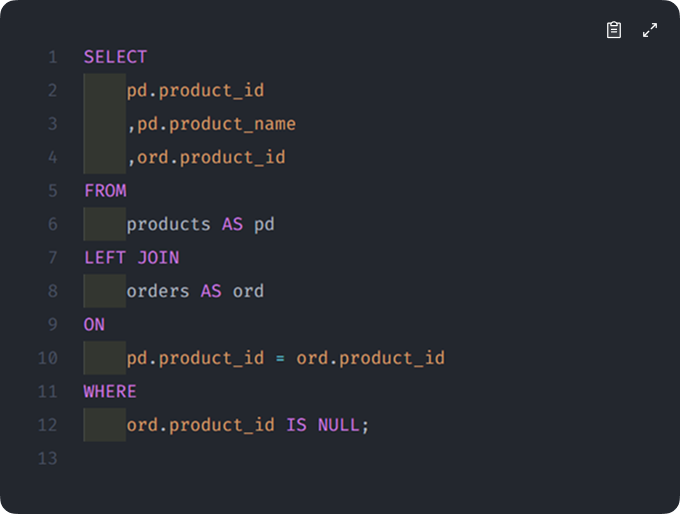 1 SELECT
2 pd.product_id
3 ,pd.product_name
4 ,ord.product_id
5 FROM
6 products AS pd
7 LEFT JOIN
8 orders AS ord
9 ON
10 pd.product_id = ord.product_id
11 WHERE
12 ord.product_id IS NULL;
13